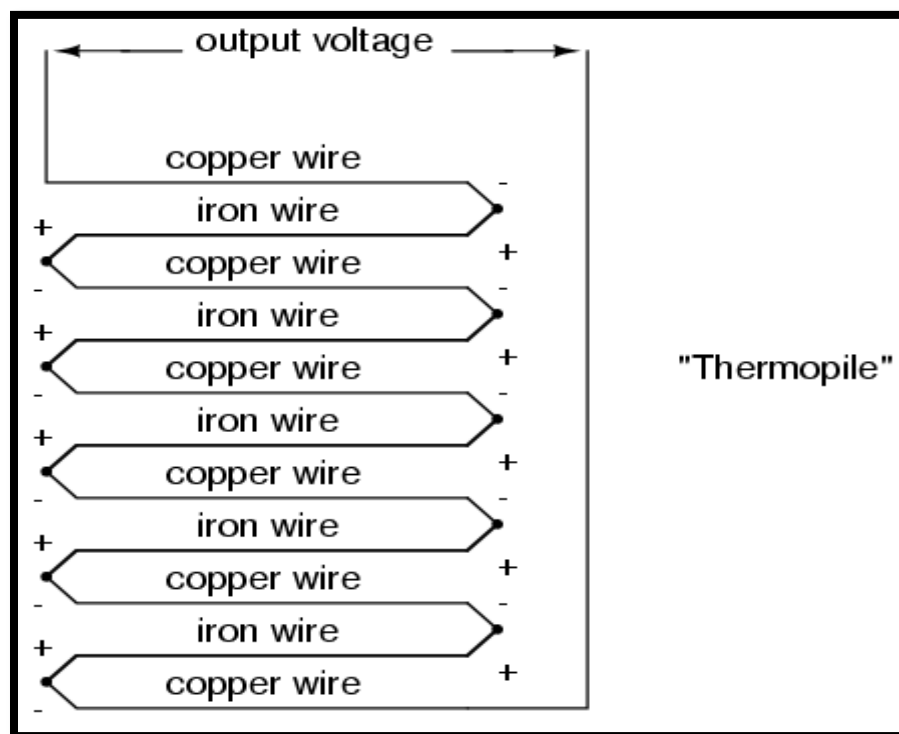 output voltage
copper wire
-
iron wire
+
+
copper wire
-
-
iron wire
+
+
copper wire
-
-
iron wire
+
+
copper wire
-
-
iron wire
+
+
copper wire
-
-
iron wire
+
+
copper wire
-
"Thermopile"